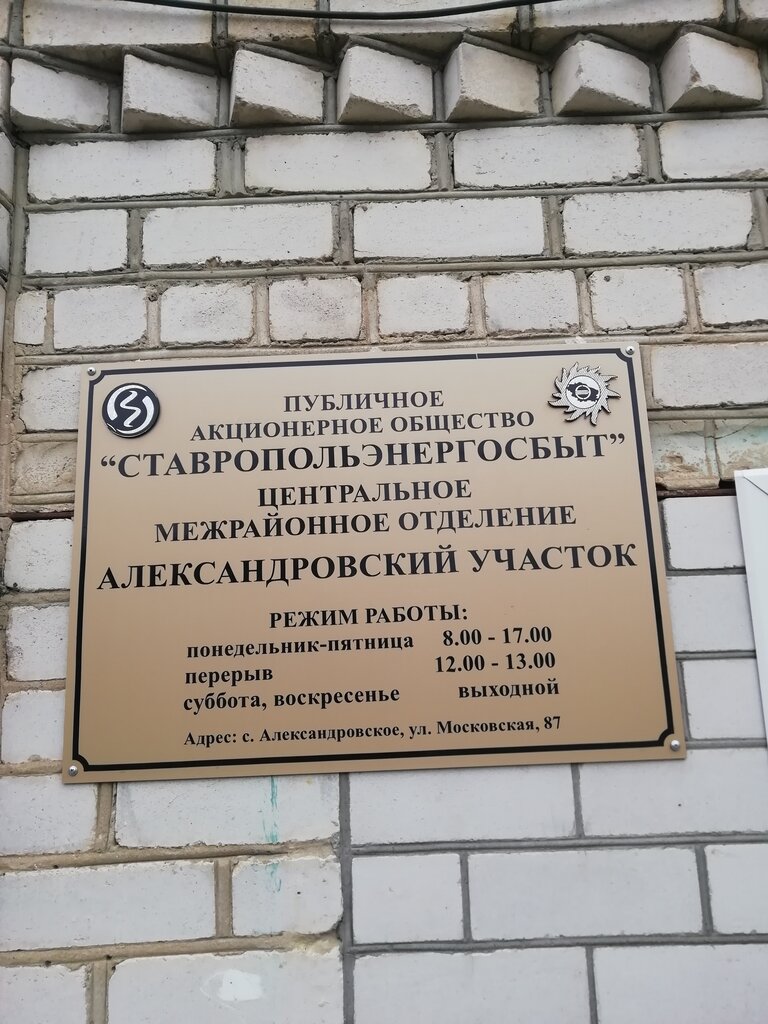 ПУБЛИЧНОЕ
АКЦИОНЕРНОЕ ОБЩЕСТВО
“СТАВРОПОЛЬЭНЕРГОСБЫТ”
ЦЕНТРАЛЬНОЕ
МЕЖРАЙОННОЕ ОТДЕЛЕНИЕ
АЛЕКСАНДРОВСКИЙ УЧАСТОК
РЕЖИМ РАБОТЫ:
понедельник-пятница 8.00 - 17.00
перерыв 12.00 - 13.00
суббота, воскресенье выходной
Адрес: с. Александровское, ул. Московская, 87